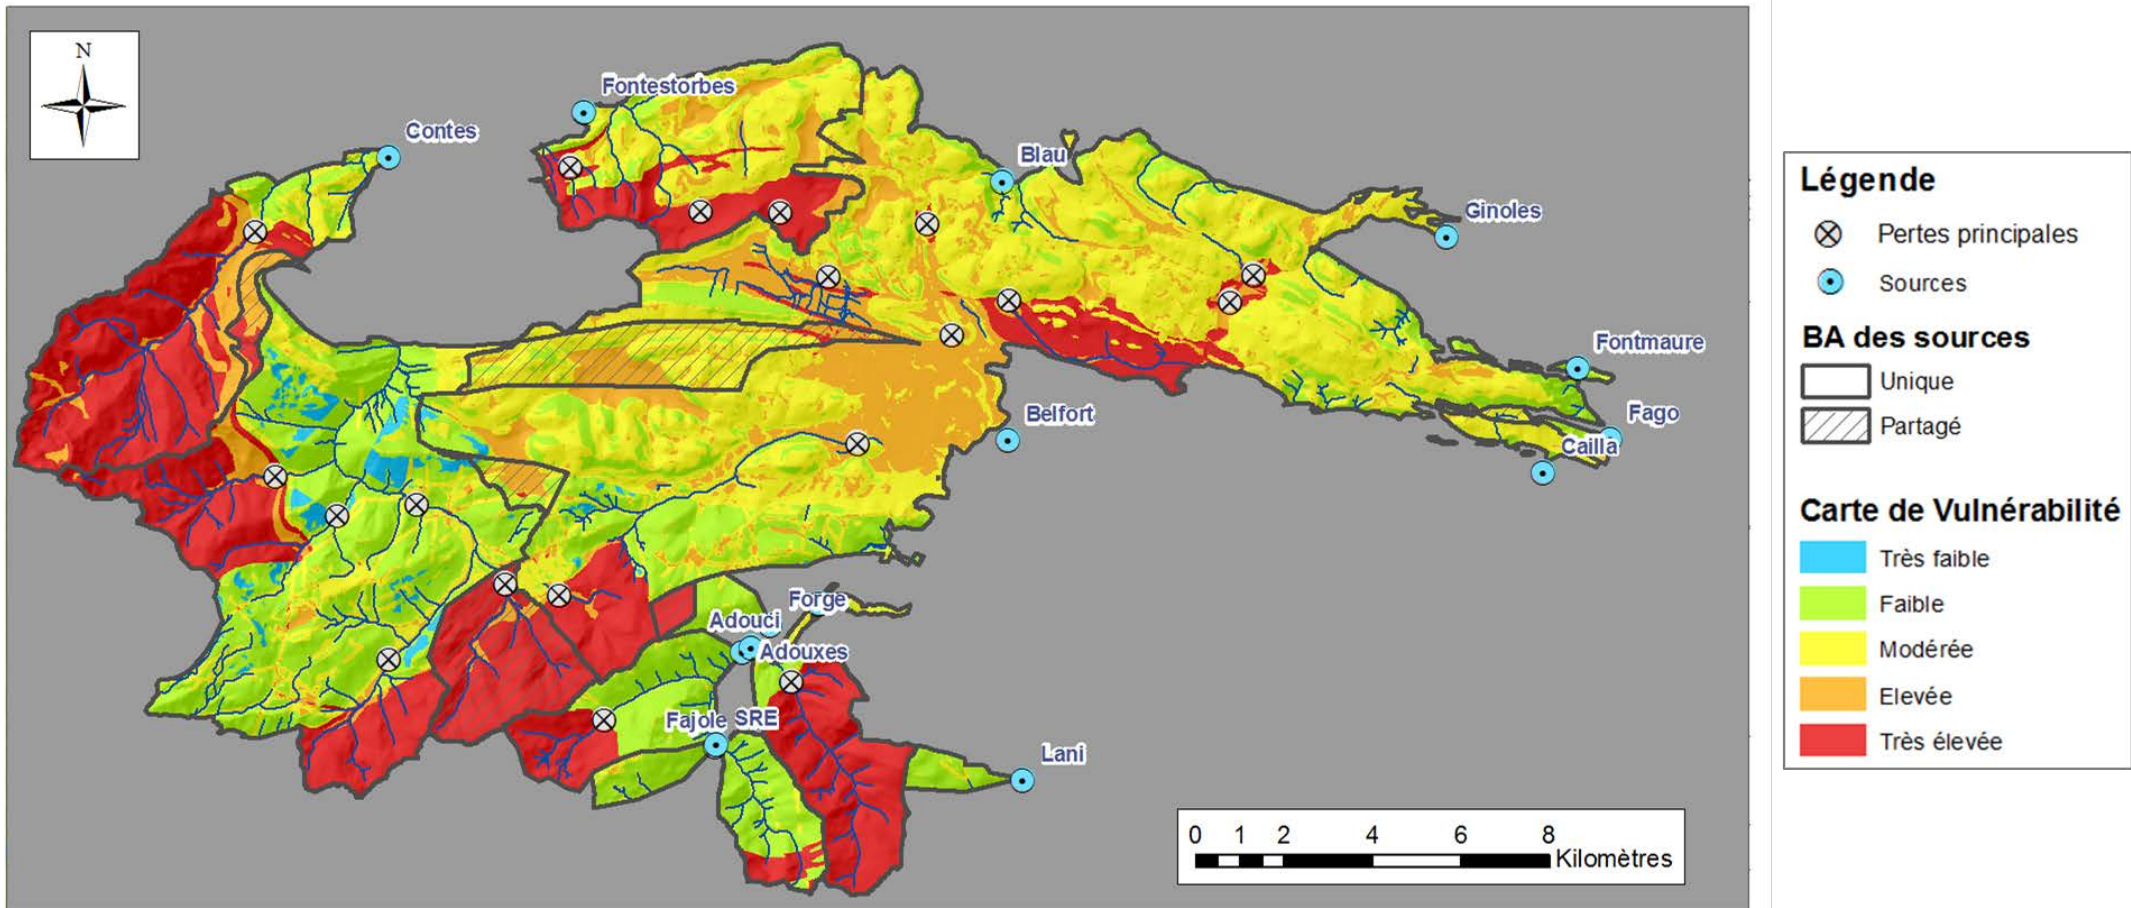 N
Fontestorbes
Contes
Blau
Ginoles
Fontmaure
Fago
Belfort
Cailla
Forge
Adouci
Adouxes
Fajole SRE
Lani
0 1 2 4 6 8
Kilomètres
Légende
Pertes principales
Sources
BA des sources
Unique
Partagé
Carte de Vulnérabilité
Très faible
Faible
Modérée
Elevée
Très élevée